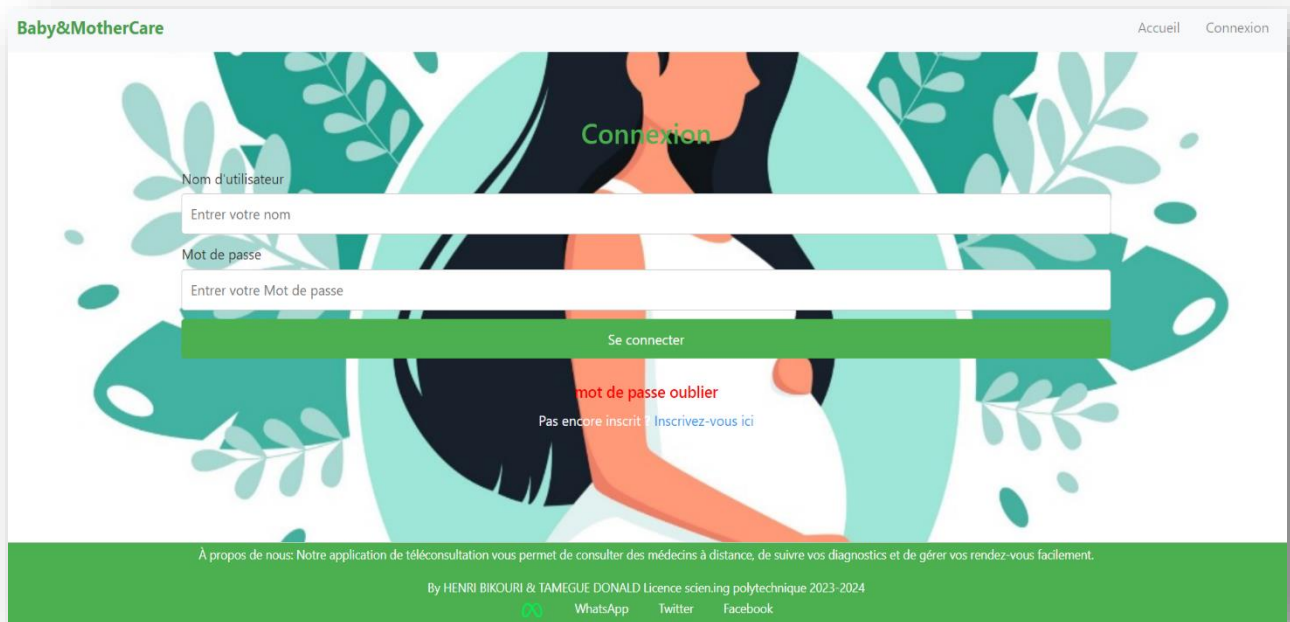 Baby&MotherCare Accueil Connexion
Connexion
Nom d'utilisateur
Entrer votre nom
Mot de passe
Entrer votre Mot de passe
Se connecter
mot de passe oublier
Pas encore inscrit ? Inscrivez-vous ici
À propos de nous: Notre application de téléconsultation vous permet de consulter des médecins à distance, de suivre vos diagnostics et de gérer vos rendez-vous facilement.
By HENRI BIKOURI & TAMEGUE DONALD Licence scien.ing polytechnique 2023-2024
WhatsApp Twitter Facebook